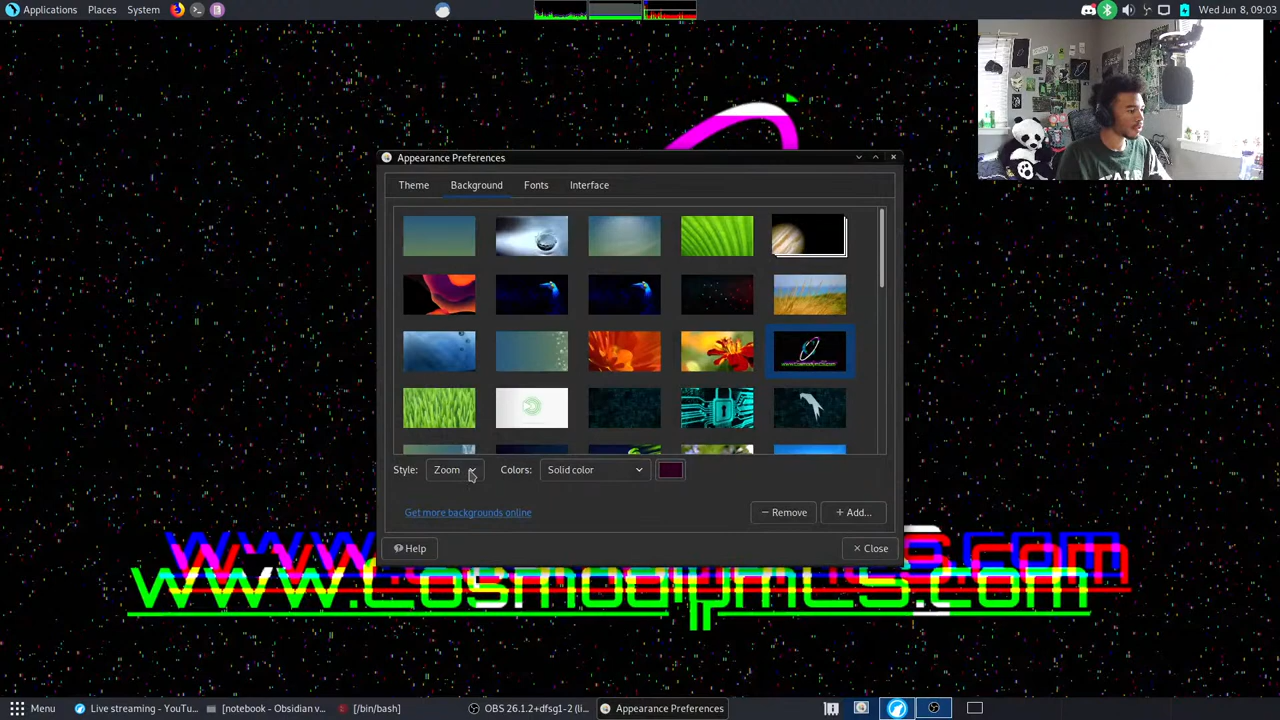 Applications Places System
Wed Jun 8, 09:03
Appearance Preferences
Theme Background Fonts Interface
Style: Zoom Colors: Solid color
Get more backgrounds online
Remove Add...
Help Close
Menu Live streaming - YouTu... [notebook - Obsidian v... [/bin/bash] OBS 26.1.2+dfsg1-2 (li... Appearance Preferences